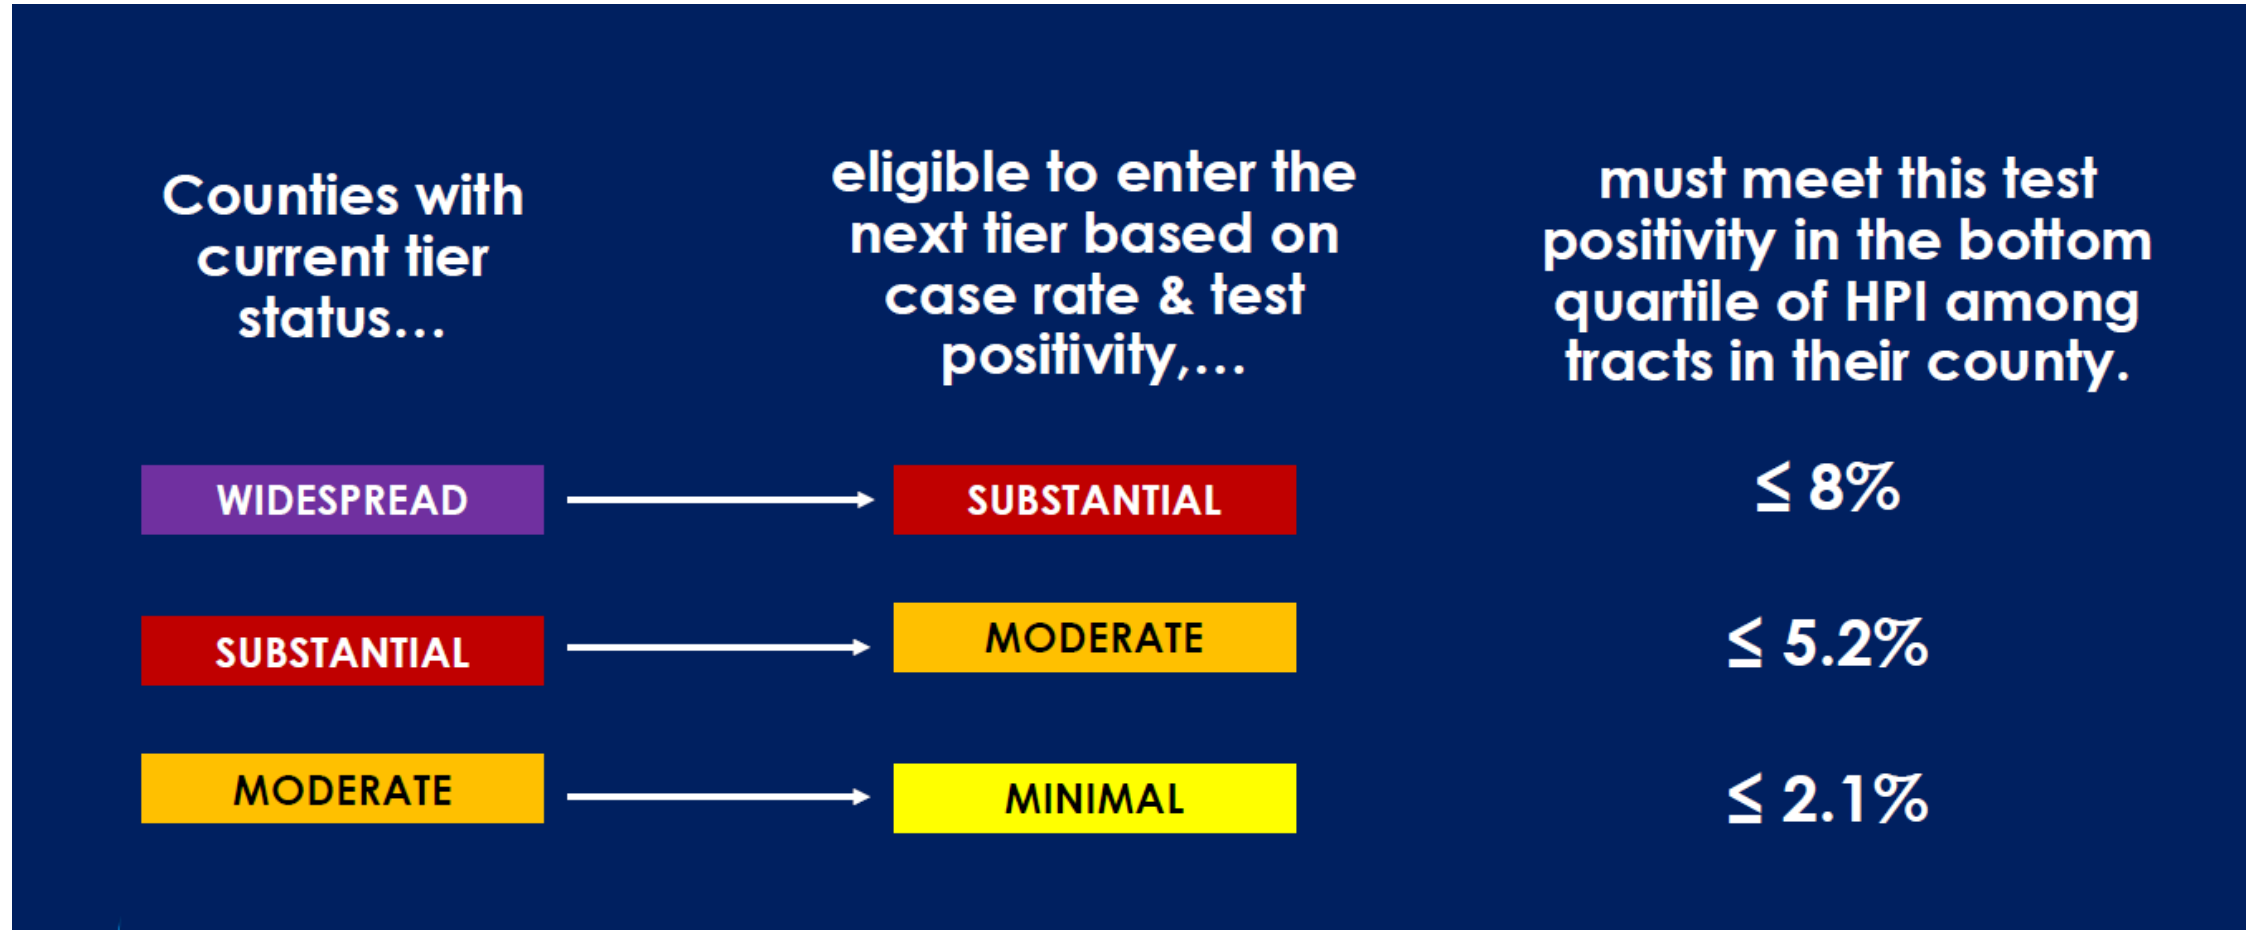 Counties with
current tier
status...
eligible to enter the
next tier based on
case rate & test
positivity,...
must meet this test
positivity in the bottom
quartile of HPI among
tracts in their county.
WIDESPREAD
SUBSTANTIAL
≤ 8%
SUBSTANTIAL
MODERATE
≤ 5.2%
MODERATE
MINIMAL
≤ 2.1%